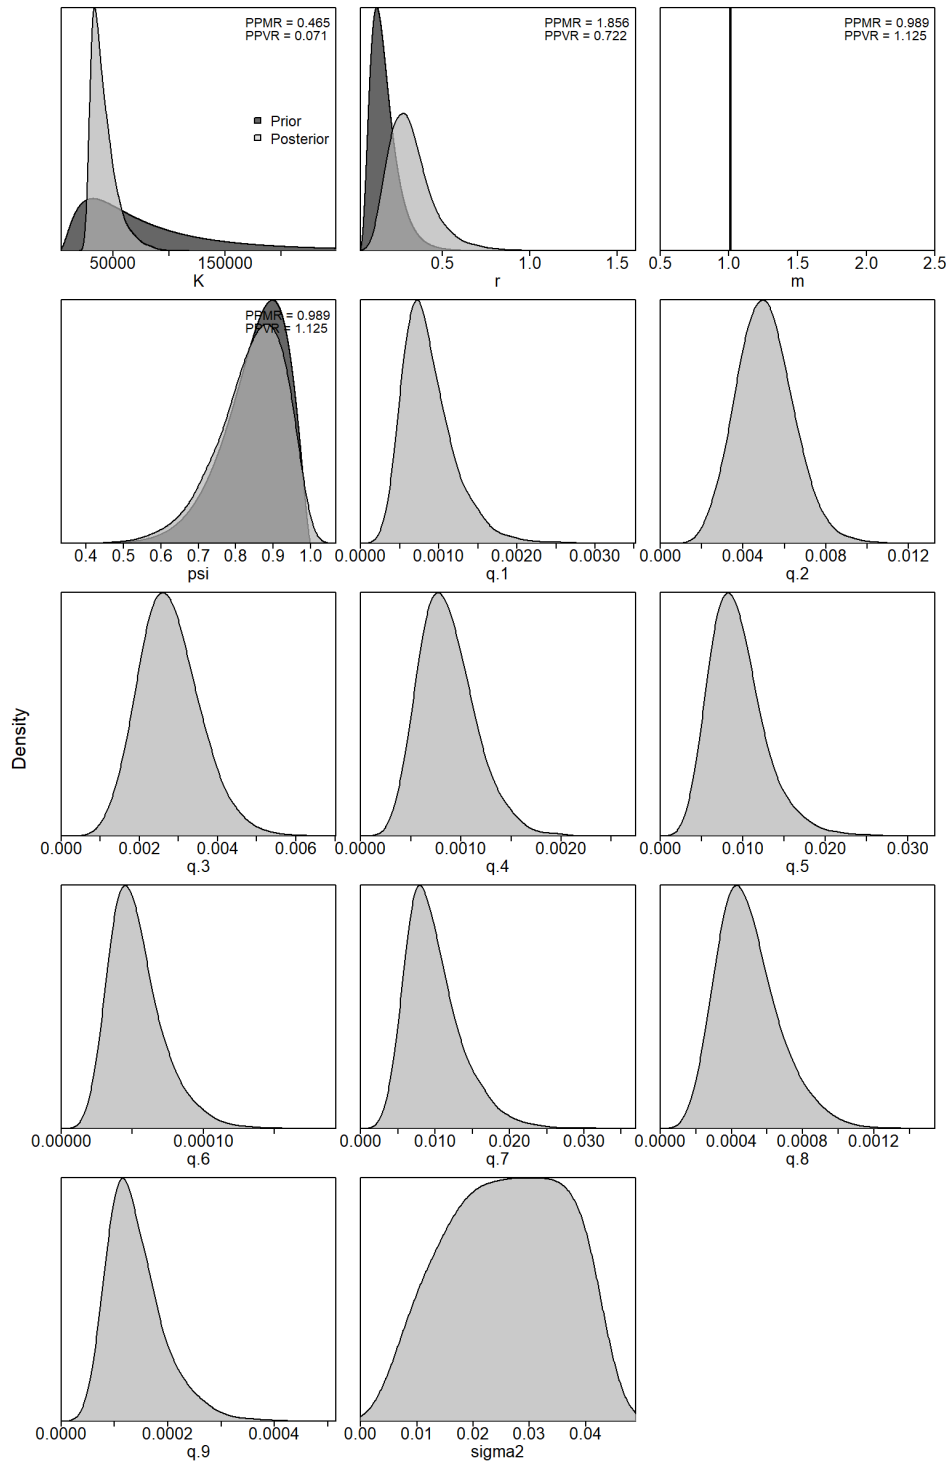 PPMR = 0.465
PPVR = 0.071
Prior
Posterior
50000 150000
K
PPMR = 1.856
PPVR = 0.722
0.5 1.0 1.5
r
PPMR = 0.989
PPVR = 1.125
0.5 1.0 1.5 2.0 2.5
m
PPMR = 0.989
PPVR = 1.125
0.4 0.5 0.6 0.7 0.8 0.9 1.0
psi
0.0000 0.0010 0.0020 0.0030
q.1
0.000 0.004 0.008 0.012
q.2
Density
0.000 0.002 0.004 0.006
q.3
0.0000 0.0010 0.0020
q.4
0.000 0.010 0.020 0.030
q.5
0.00000 0.00010
q.6
0.000 0.010 0.020 0.030
q.7
0.0000 0.0004 0.0008 0.0012
q.8
0.0000 0.0002 0.0004
q.9
0.00 0.01 0.02 0.03 0.04
sigma2